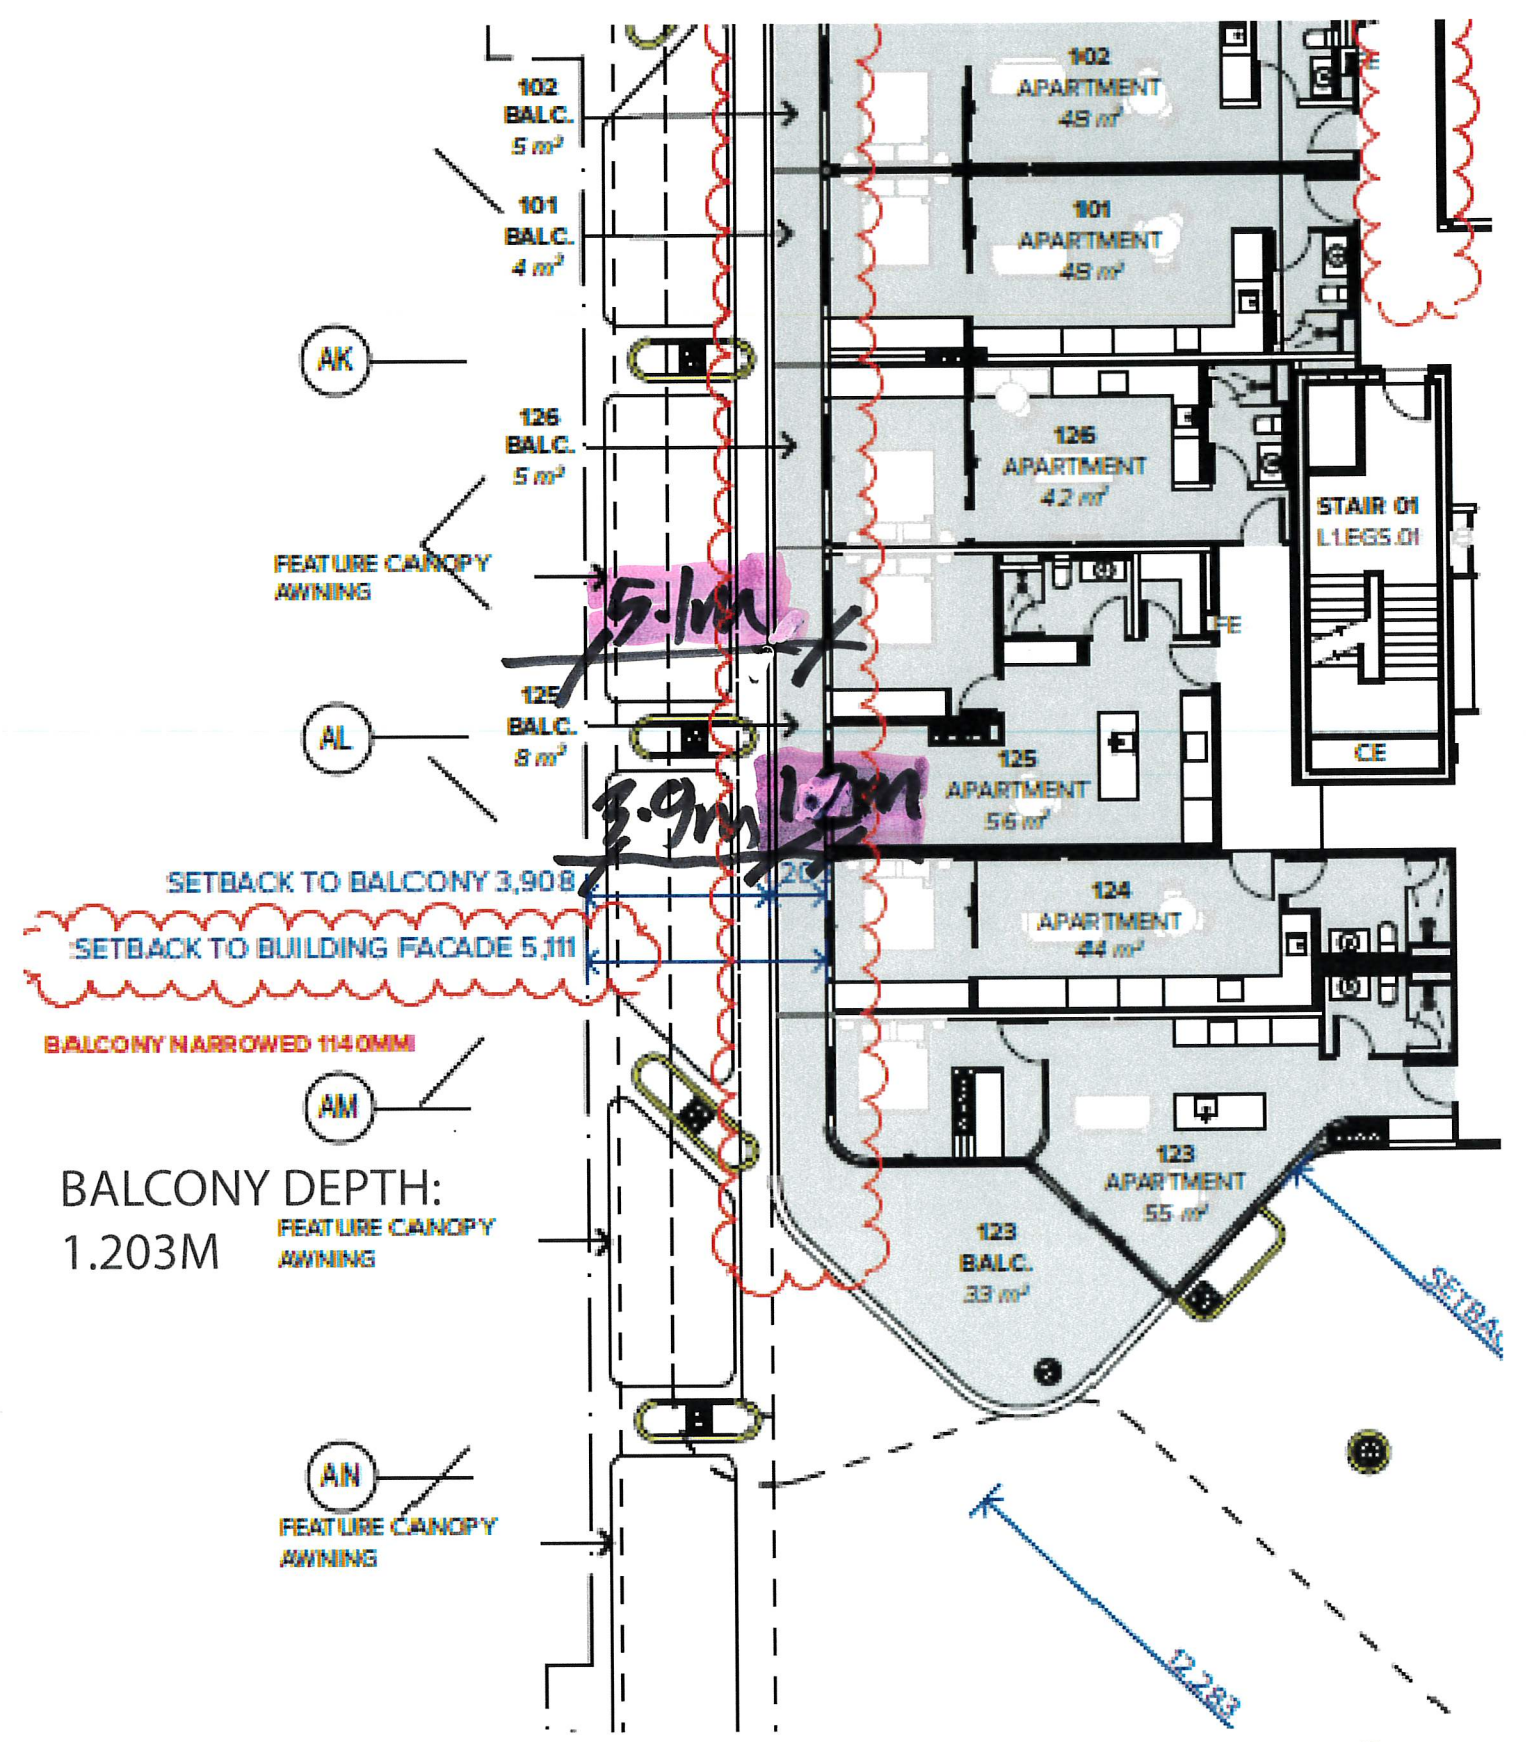 102
BALC.
5 m²
102
APARTMENT
48 m²
101
BALC.
4 m²
101
APARTMENT
48 m²
AK
126
BALC.
5 m²
126
APARTMENT
42 m²
STAIR 01
L1.EGS.01
FEATURE CANOPY
AWNING
5.1m
FE
125
BALC.
8 m²
AL
125
APARTMENT
56 m²
CE
3.9m
1.2m
SETBACK TO BALCONY 3,908
SETBACK TO BUILDING FACADE 5,111
124
APARTMENT
44 m²
BALCONY NARROWED 1140MM
AM
BALCONY DEPTH:
1.203M
FEATURE CANOPY
AWNING
123
APARTMENT
55 m²
123
BALC.
33 m²
AN
FEATURE CANOPY
AWNING
12,283